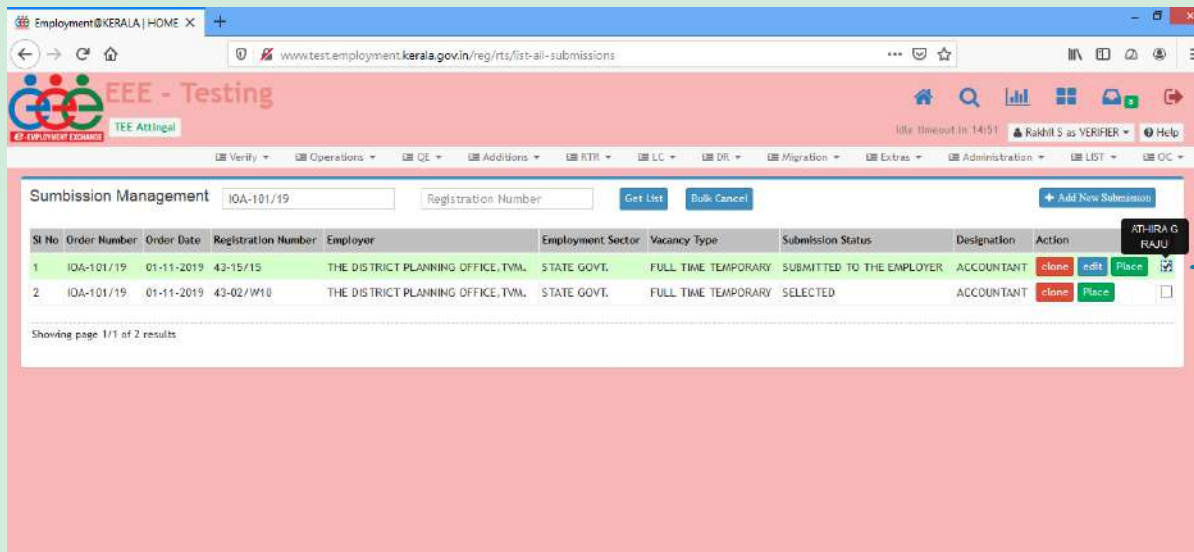 Employment@KERALA | HOME
www.test.employment.kerala.gov.in/reg/rts/list-all-submissions
EEE - Testing
eee
e-EMPLOYMENT EXCHANGE
TEE Attingal
Idle timeout in 14:51 Rakhil S as VERIFIER Help
Verify Operations QE Additions RTR LC DR Migration Extras Administration LIST OC
Sumbission Management IOA-101/19 Registration Number Get List Bulk Cancel + Add New Submission
ATHIRA G
RAJU
Sl No Order Number Order Date Registration Number Employer Employment Sector Vacancy Type Submission Status Designation Action
1 IOA-101/19 01-11-2019 43-15/15 THE DISTRICT PLANNING OFFICE, TVM. STATE GOVT. FULL TIME TEMPORARY SUBMITTED TO THE EMPLOYER ACCOUNTANT clone edit Place
2 IOA-101/19 01-11-2019 43-02/W10 THE DISTRICT PLANNING OFFICE, TVM. STATE GOVT. FULL TIME TEMPORARY SELECTED ACCOUNTANT clone Place
Showing page 1/1 of 2 results